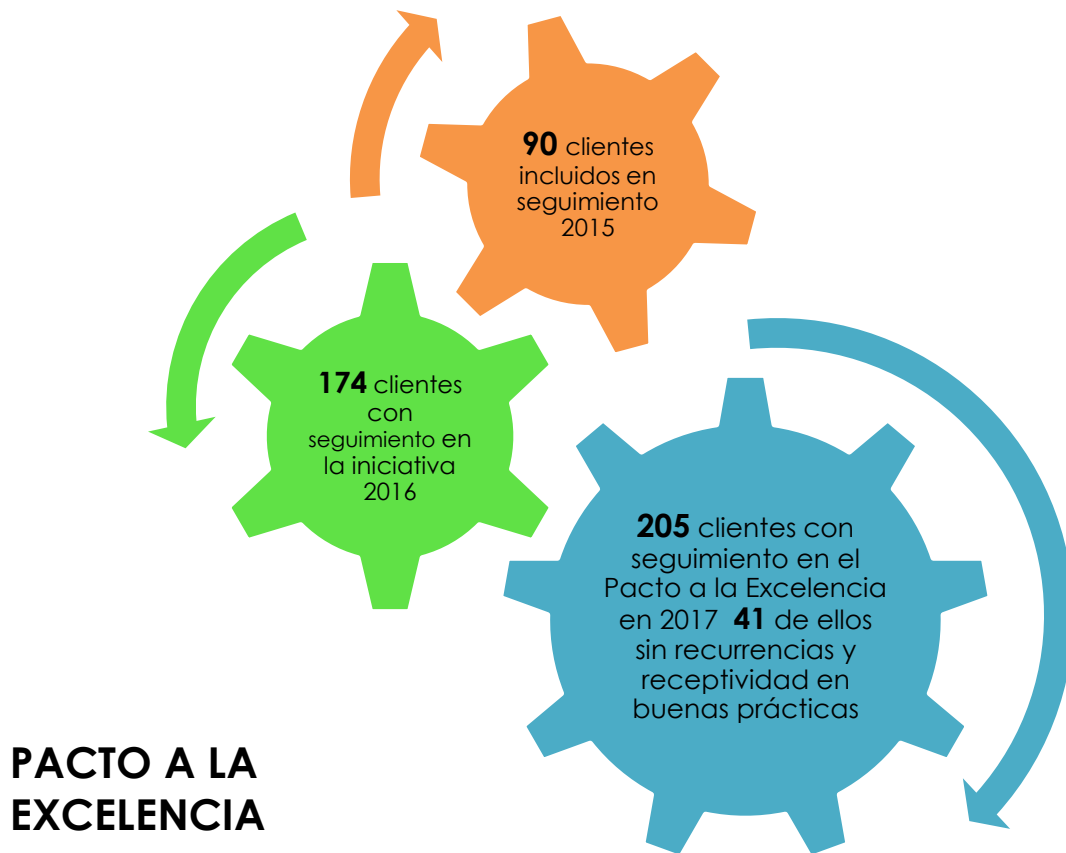 90 clientes
incluidos en
seguimiento
2015
174 clientes
con
seguimiento en
la iniciativa
2016
205 clientes con
seguimiento en el
Pacto a la Excelencia
en 2017 41 de ellos
sin recurrencias y
receptividad en
buenas prácticas
PACTO A LA
EXCELENCIA